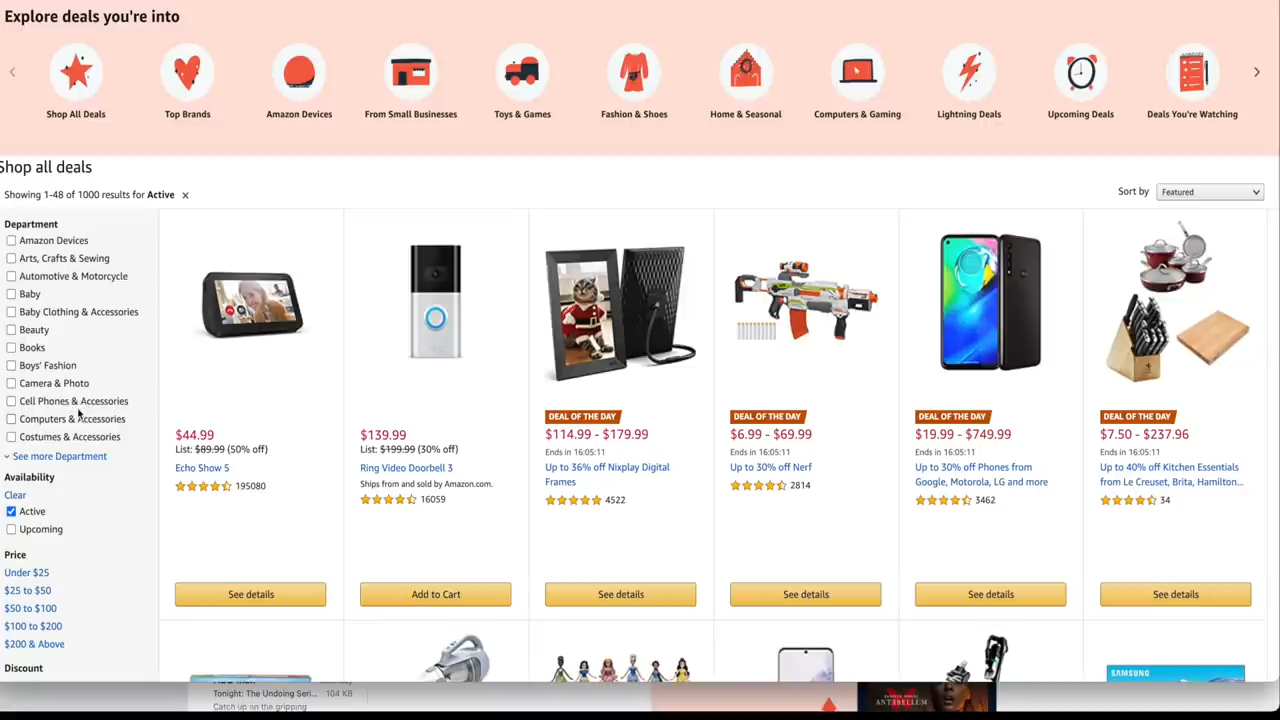 Explore deals you're into
Shop All Deals
Top Brands
Amazon Devices
From Small Businesses
Toys & Games
Fashion & Shoes
Home & Seasonal
Computers & Gaming
Lightning Deals
Upcoming Deals
Deals You're Watching
Shop all deals
Showing 1-48 of 1000 results for Active
Sort by Featured
Department
Amazon Devices
Arts, Crafts & Sewing
Automotive & Motorcycle
Baby
Baby Clothing & Accessories
Beauty
Books
Boys' Fashion
Camera & Photo
Cell Phones & Accessories
Computers & Accessories
Costumes & Accessories
See more Department
Availability
Clear
Active
Upcoming
Price
Under $25
$25 to $50
$50 to $100
$100 to $200
$200 & Above
Discount
$44.99
List: $89.99 (50% off)
Echo Show 5
195080
See details
$139.99
List: $199.99 (30% off)
Ring Video Doorbell 3
Ships from and sold by Amazon.com.
16059
Add to Cart
DEAL OF THE DAY
$114.99 - $179.99
Ends in 16:05:11
Up to 36% off Nixplay Digital
Frames
4522
See details
DEAL OF THE DAY
$6.99 - $69.99
Ends in 16:05:11
Up to 30% off Nerf
2814
See details
DEAL OF THE DAY
$19.99 - $749.99
Ends in 16:05:11
Up to 30% off Phones from
Google, Motorola, LG and more
3462
See details
DEAL OF THE DAY
$7.50 - $237.96
Ends in 16:05:11
Up to 40% off Kitchen Essentials
from Le Creuset, Brita, Hamilton...
34
See details
SAMSUNG
Tonight: The Undoing Seri... 104 KB
Catch up on the gripping
ANTEBELLUM